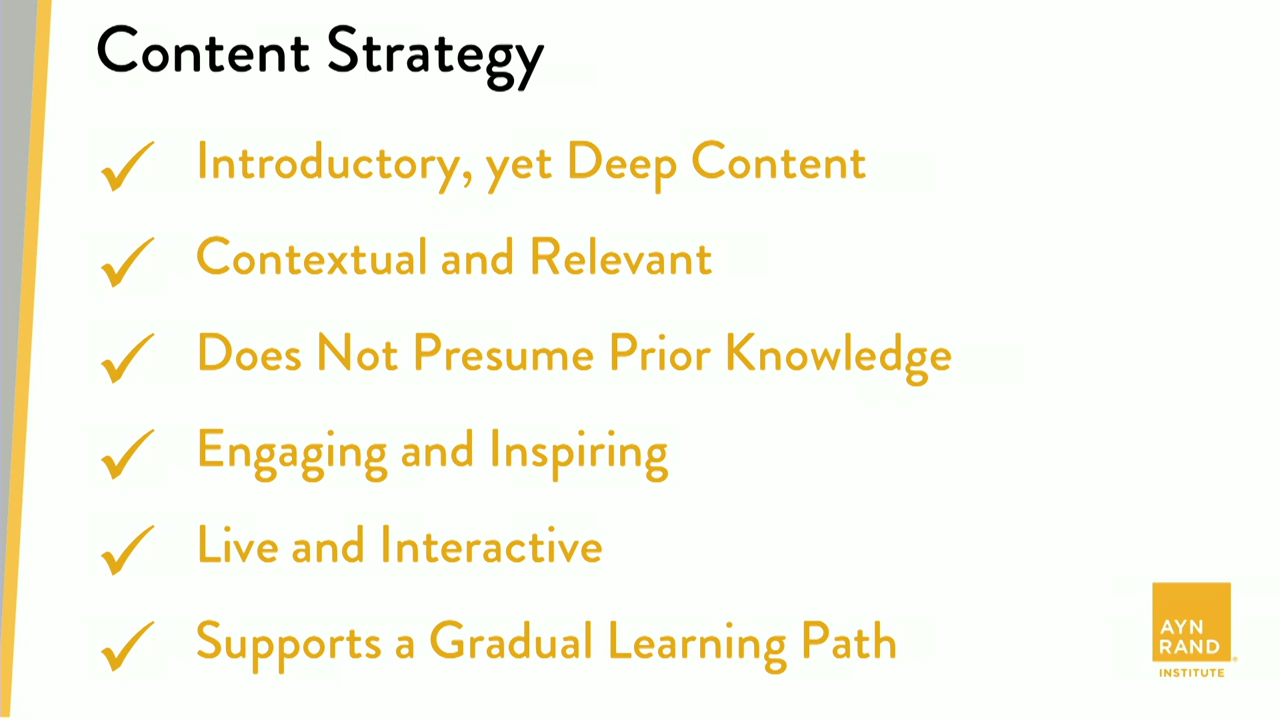 Content Strategy
Introductory, yet Deep Content
Contextual and Relevant
Does Not Presume Prior Knowledge
Engaging and Inspiring
Live and Interactive
Supports a Gradual Learning Path
AYN
RAND
INSTITUTE